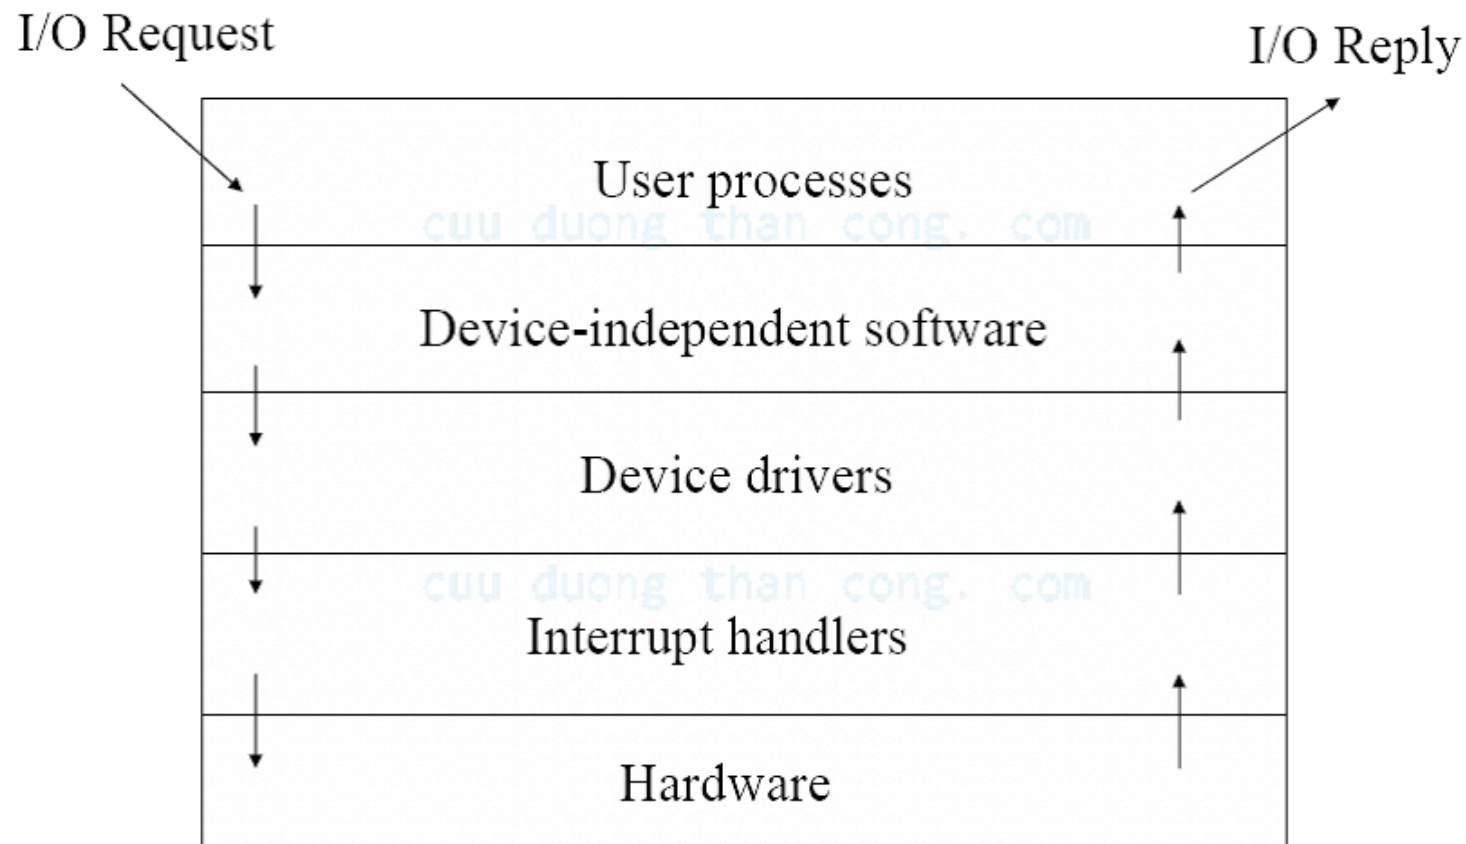 I/O Request
I/O Reply
User processes
cuu duong than cong. com
Device-independent software
Device drivers
cuu duong than cong. com
Interrupt handlers
Hardware